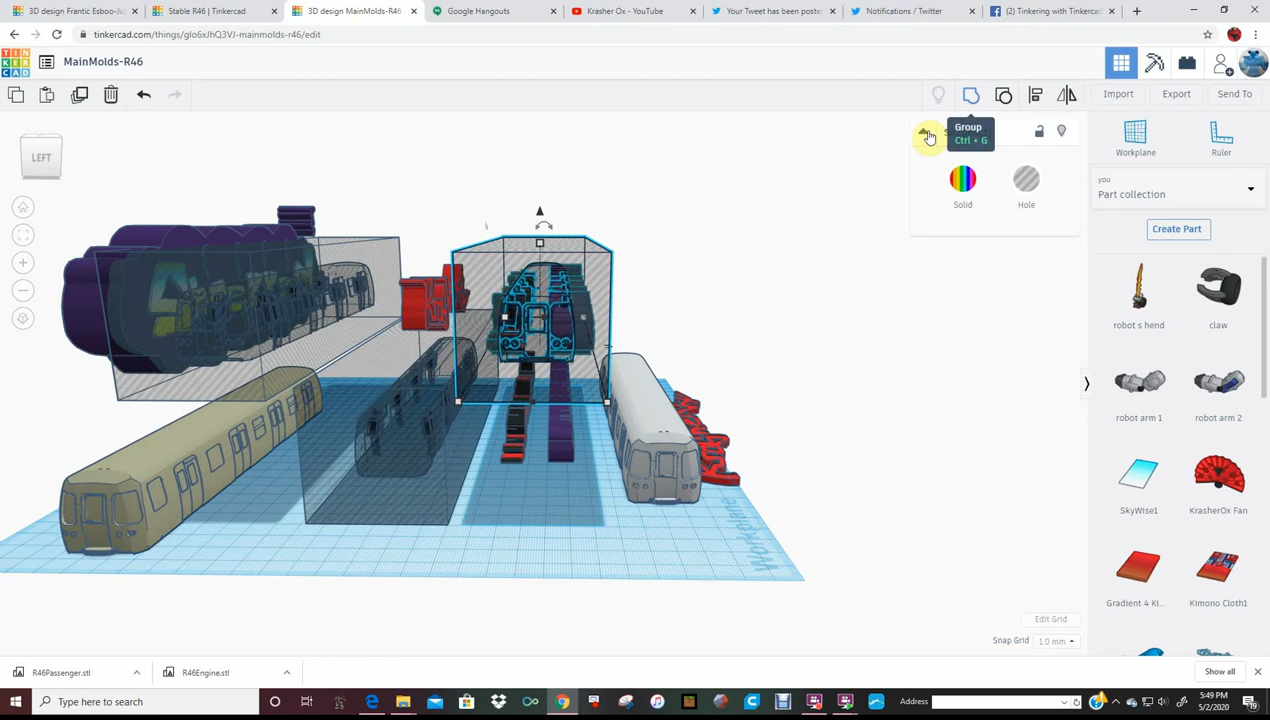 3D design Frantic Esboo-Ju
Stable R46 | Tinkercad
3D design MainMolds-R46
Google Hangouts
Krasher Ox - YouTube
Your Tweet has been posted
Notifications / Twitter
(2) Tinkering with Tinkercad
tinkercad.com/things/glo6xJhQ3VJ-mainmolds-r46/edit
TIN
KER
CAD
MainMolds-R46
Import
Export
Send To
LEFT
Group
Ctrl + G
Solid
Hole
Workplane
Ruler
you
Part collection
Create Part
robot s hend
claw
robot arm 1
robot arm 2
SkyWise1
KrasherOx Fan
Gradient 4 Ki...
Kimono Cloth1
Workplane
Edit Grid
Snap Grid
1.0 mm
R46Passenger.stl
R46Engine.stl
Show all
Type here to search
Address
5:49 PM
5/2/2020
19